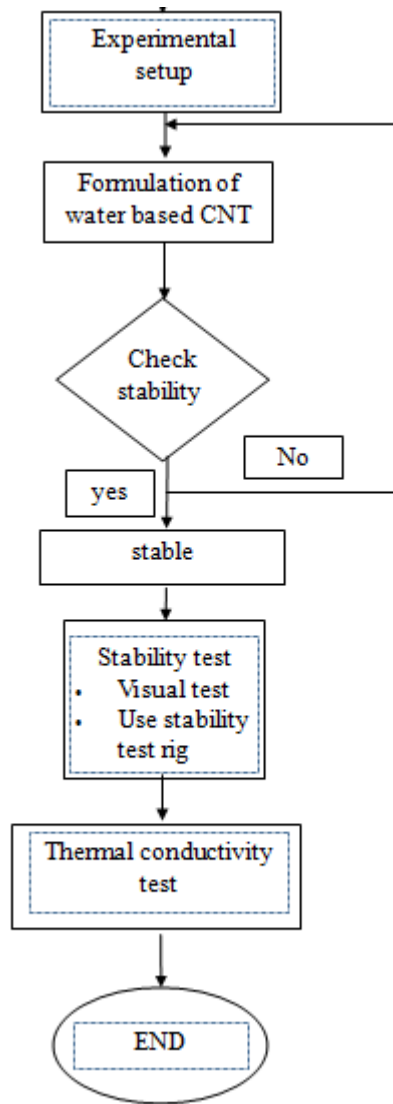 Experimental
setup
Formulation of
water based CNT
Check
stability
No
yes
stable
Stability test
• Visual test
• Use stability
test rig
Thermal conductivity
test
END